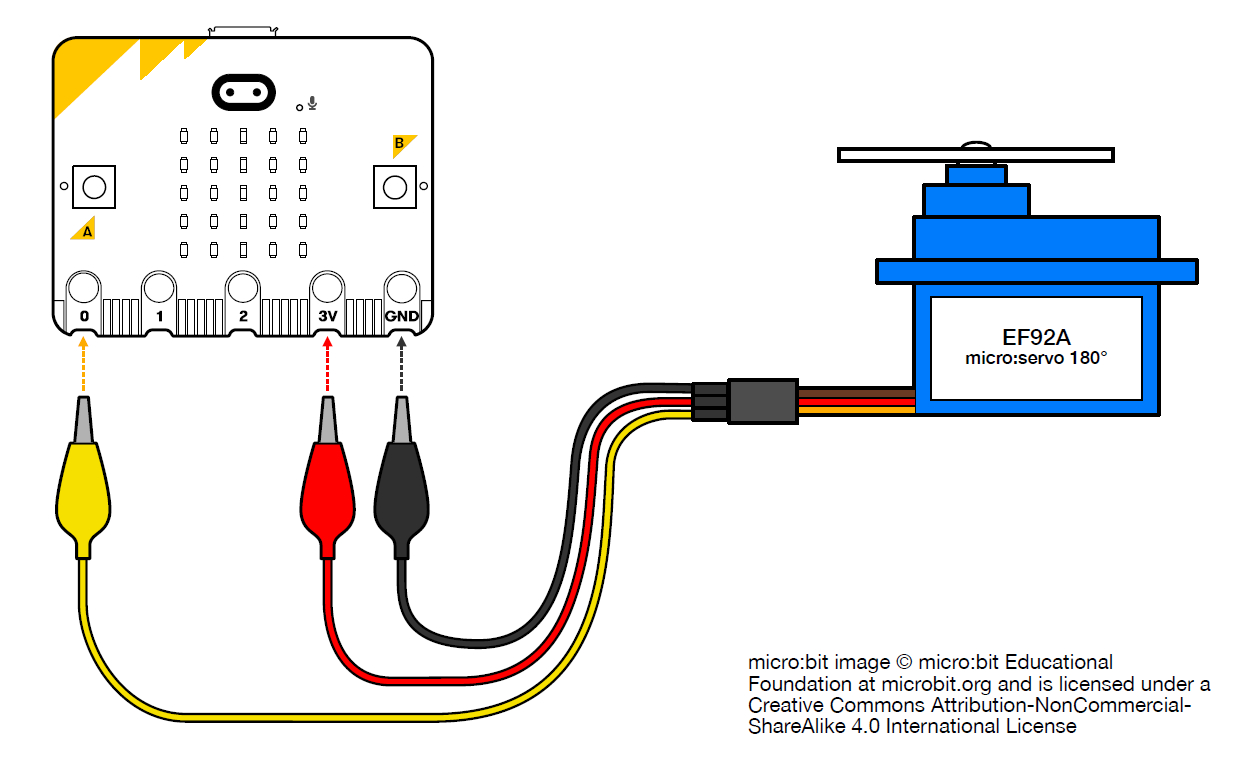 B
A
0
1
2
3V
GND
EF92A
micro:servo 180°
micro:bit image © micro:bit Educational
Foundation at microbit.org and is licensed under a
Creative Commons Attribution-NonCommercial-
ShareAlike 4.0 International License